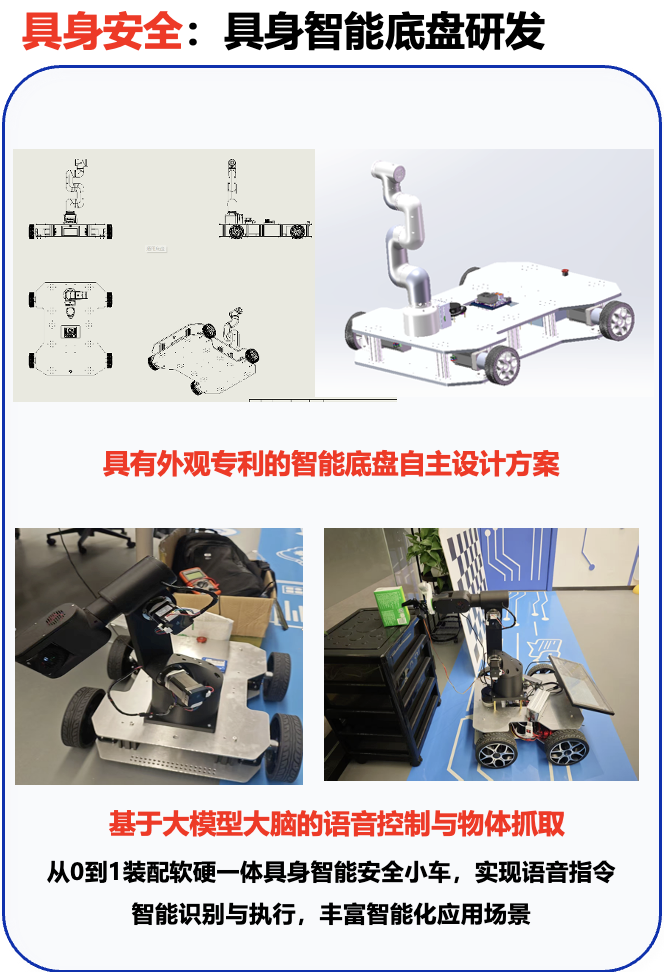 具身安全：具身智能底盘研发
具有外观专利的智能底盘自主设计方案
基于大模型大脑的语音控制与物体抓取
从0到1装配软硬一体具身智能安全小车，实现语音指令
智能识别与执行，丰富智能化应用场景